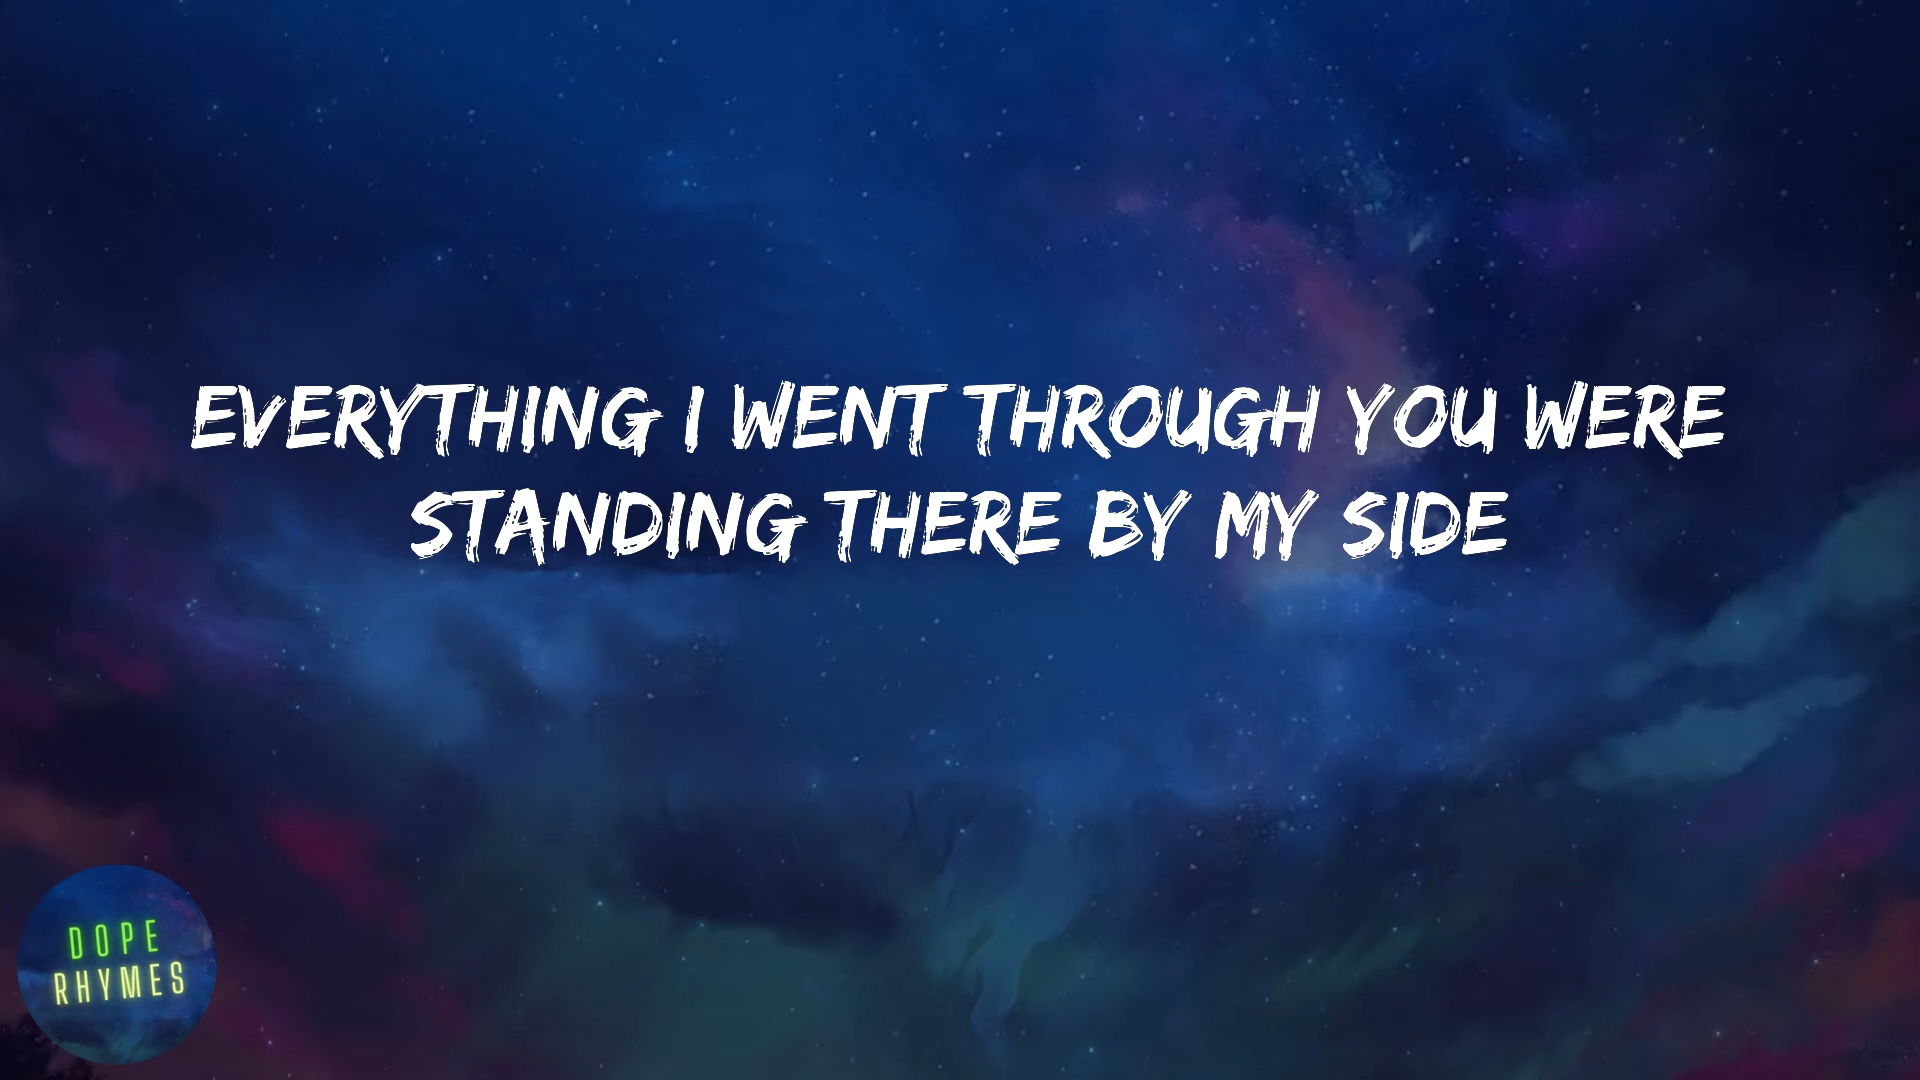 EVERYTHING I WENT THROUGH YOU WERE
STANDING THERE BY MY SIDE
DOPE
RHYMES